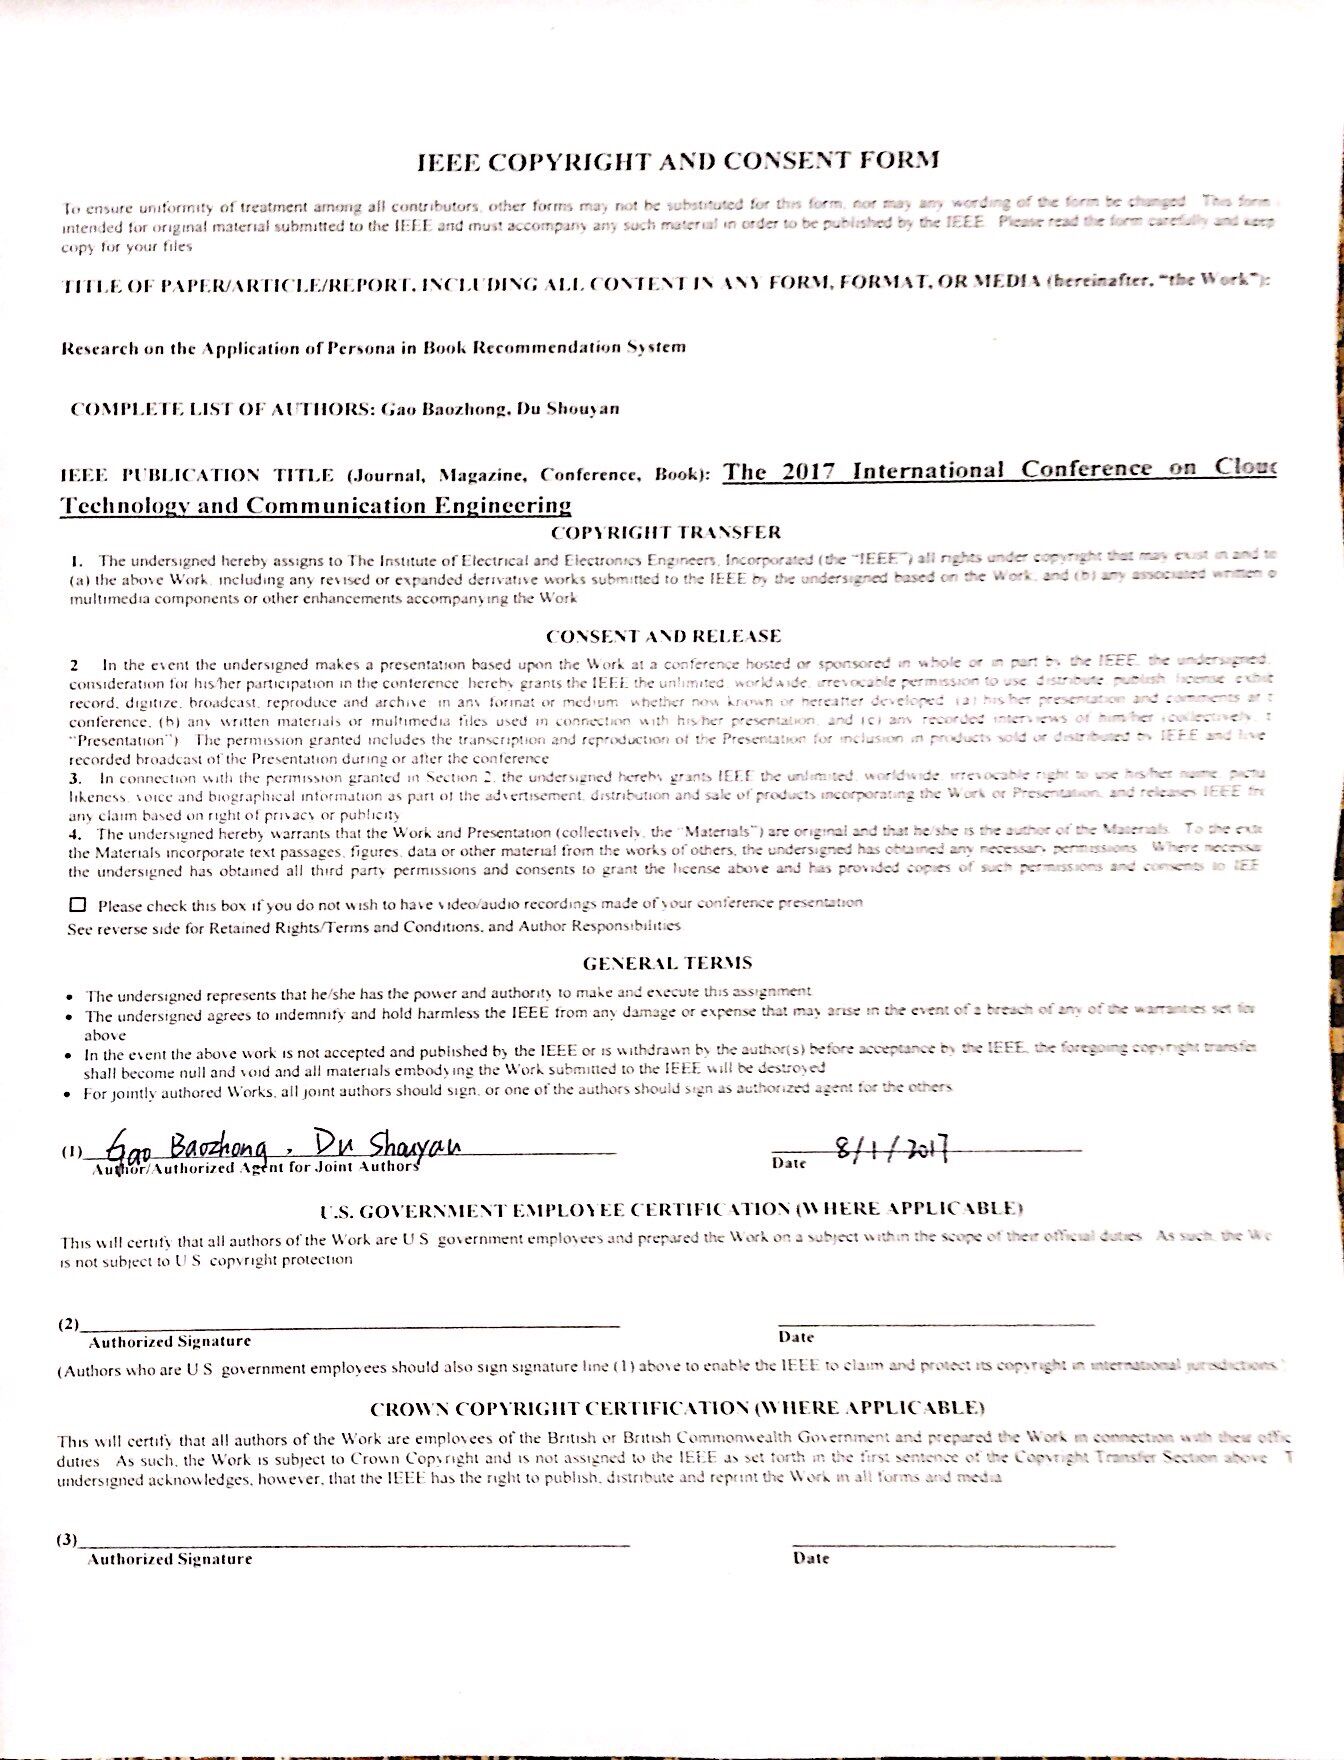 IEEE COPYRIGHT AND CONSENT FORM
To ensure uniformity of treatment among all contributors, other forms may not be substituted for this form, nor may any wording of the form be changed. This form
intended for original material submitted to the IEEE and must accompany any such material in order to be published by the IEEE. Please read the form carefully and keep
copy for your files.
TITLE OF PAPER/ARTICLE/REPORT, INCLUDING ALL CONTENT IN ANY FORM, FORMAT, OR MEDIA (hereinafter, "the Work"):
Research on the Application of Persona in Book Recommendation System
COMPLETE LIST OF AUTHORS: Gao Baozhong, Du Shouyan
IEEE PUBLICATION TITLE (Journal, Magazine, Conference, Book): The 2017 International Conference on Cloud
Technology and Communication Engineering
COPYRIGHT TRANSFER
1. The undersigned hereby assigns to The Institute of Electrical and Electronics Engineers, Incorporated (the "IEEE") all rights under copyright that may exist in and to
(a) the above Work, including any revised or expanded derivative works submitted to the IEEE by the undersigned based on the Work; and (b) any associated written o
multimedia components or other enhancements accompanying the Work.
CONSENT AND RELEASE
2. In the event the undersigned makes a presentation based upon the Work at a conference hosted or sponsored in whole or in part by the IEEE, the undersigned,
consideration for his/her participation in the conference, hereby grants the IEEE the unlimited, worldwide, irrevocable permission to use, distribute, publish, license, exhibit
record, digitize, broadcast, reproduce and archive, in any format or medium, whether now known or hereafter developed: (a) his/her presentation and comments at t
conference; (b) any written materials or multimedia files used in connection with his/her presentation; and (c) any recorded interviews of him/her (collectively, t
"Presentation"). The permission granted includes the transcription and reproduction of the Presentation for inclusion in products sold or distributed by IEEE and live
recorded broadcast of the Presentation during or after the conference.
3. In connection with the permission granted in Section 2, the undersigned hereby grants IEEE the unlimited, worldwide, irrevocable right to use his/her name, pictu
likeness, voice and biographical information as part of the advertisement, distribution and sale of products incorporating the Work or Presentation, and releases IEEE fro
any claim based on right of privacy or publicity.
4. The undersigned hereby warrants that the Work and Presentation (collectively, the "Materials") are original and that he/she is the author of the Materials. To the exte
the Materials incorporate text passages, figures, data or other material from the works of others, the undersigned has obtained any necessary permissions. Where necessa
the undersigned has obtained all third party permissions and consents to grant the license above and has provided copies of such permissions and consents to IEE
☐ Please check this box if you do not wish to have video/audio recordings made of your conference presentation.
See reverse side for Retained Rights/Terms and Conditions, and Author Responsibilities.
GENERAL TERMS
• The undersigned represents that he/she has the power and authority to make and execute this assignment.
• The undersigned agrees to indemnify and hold harmless the IEEE from any damage or expense that may arise in the event of a breach of any of the warranties set for
above.
• In the event the above work is not accepted and published by the IEEE or is withdrawn by the author(s) before acceptance by the IEEE, the foregoing copyright transfer
shall become null and void and all materials embodying the Work submitted to the IEEE will be destroyed.
• For jointly authored Works, all joint authors should sign, or one of the authors should sign as authorized agent for the others.
(1) Gao Baozhong, Du Shouyan 8/1/2017
Author/Authorized Agent for Joint Authors Date
U.S. GOVERNMENT EMPLOYEE CERTIFICATION (WHERE APPLICABLE)
This will certify that all authors of the Work are U.S. government employees and prepared the Work on a subject within the scope of their official duties. As such, the Wo
is not subject to U.S. copyright protection.
(2)
Authorized Signature Date
(Authors who are U.S. government employees should also sign signature line (1) above to enable the IEEE to claim and protect its copyright in international jurisdictions.)
CROWN COPYRIGHT CERTIFICATION (WHERE APPLICABLE)
This will certify that all authors of the Work are employees of the British or British Commonwealth Government and prepared the Work in connection with their offic
duties. As such, the Work is subject to Crown Copyright and is not assigned to the IEEE as set forth in the first sentence of the Copyright Transfer Section above. T
undersigned acknowledges, however, that the IEEE has the right to publish, distribute and reprint the Work in all forms and media.
(3)
Authorized Signature Date